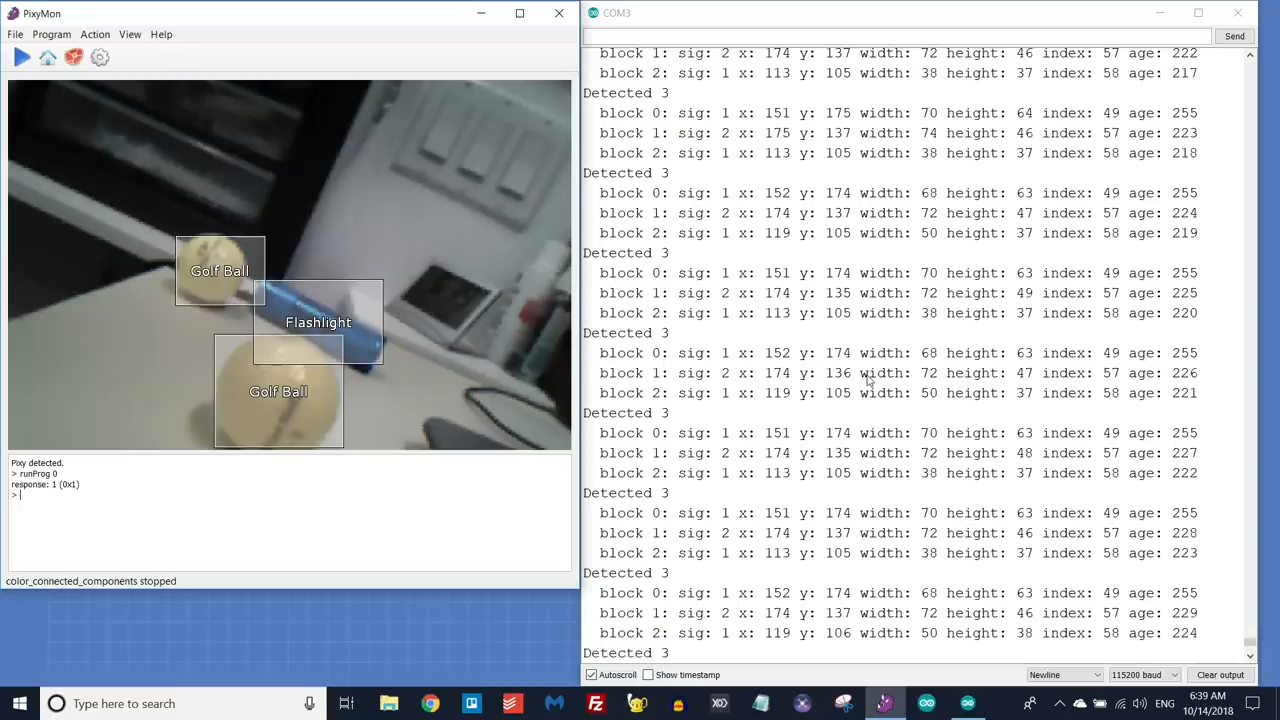 PixyMon
File Program Action View Help
Golf Ball
Flashlight
Golf Ball
Pixy detected.
> runProg 0
response: 1 (0x1)
>
color_connected_components stopped
COM3
Send
block 1: sig: 2 x: 174 y: 137 width: 72 height: 46 index: 57 age: 222
block 2: sig: 1 x: 113 y: 105 width: 38 height: 37 index: 58 age: 217
Detected 3
block 0: sig: 1 x: 151 y: 175 width: 70 height: 64 index: 49 age: 255
block 1: sig: 2 x: 175 y: 137 width: 74 height: 46 index: 57 age: 223
block 2: sig: 1 x: 113 y: 105 width: 38 height: 37 index: 58 age: 218
Detected 3
block 0: sig: 1 x: 152 y: 174 width: 68 height: 63 index: 49 age: 255
block 1: sig: 2 x: 174 y: 137 width: 72 height: 47 index: 57 age: 224
block 2: sig: 1 x: 119 y: 105 width: 50 height: 37 index: 58 age: 219
Detected 3
block 0: sig: 1 x: 151 y: 174 width: 70 height: 63 index: 49 age: 255
block 1: sig: 2 x: 174 y: 135 width: 72 height: 49 index: 57 age: 225
block 2: sig: 1 x: 113 y: 105 width: 38 height: 37 index: 58 age: 220
Detected 3
block 0: sig: 1 x: 152 y: 174 width: 68 height: 63 index: 49 age: 255
block 1: sig: 2 x: 174 y: 136 width: 72 height: 47 index: 57 age: 226
block 2: sig: 1 x: 119 y: 105 width: 50 height: 37 index: 58 age: 221
Detected 3
block 0: sig: 1 x: 151 y: 174 width: 70 height: 63 index: 49 age: 255
block 1: sig: 2 x: 174 y: 135 width: 72 height: 48 index: 57 age: 227
block 2: sig: 1 x: 113 y: 105 width: 38 height: 37 index: 58 age: 222
Detected 3
block 0: sig: 1 x: 151 y: 174 width: 70 height: 63 index: 49 age: 255
block 1: sig: 2 x: 174 y: 137 width: 72 height: 46 index: 57 age: 228
block 2: sig: 1 x: 113 y: 105 width: 38 height: 37 index: 58 age: 223
Detected 3
block 0: sig: 1 x: 152 y: 174 width: 68 height: 63 index: 49 age: 255
block 1: sig: 2 x: 174 y: 137 width: 72 height: 46 index: 57 age: 229
block 2: sig: 1 x: 119 y: 106 width: 50 height: 38 index: 58 age: 224
Detected 3
Autoscroll Show timestamp Newline 115200 baud Clear output
Type here to search
ENG
6:39 AM
10/14/2018